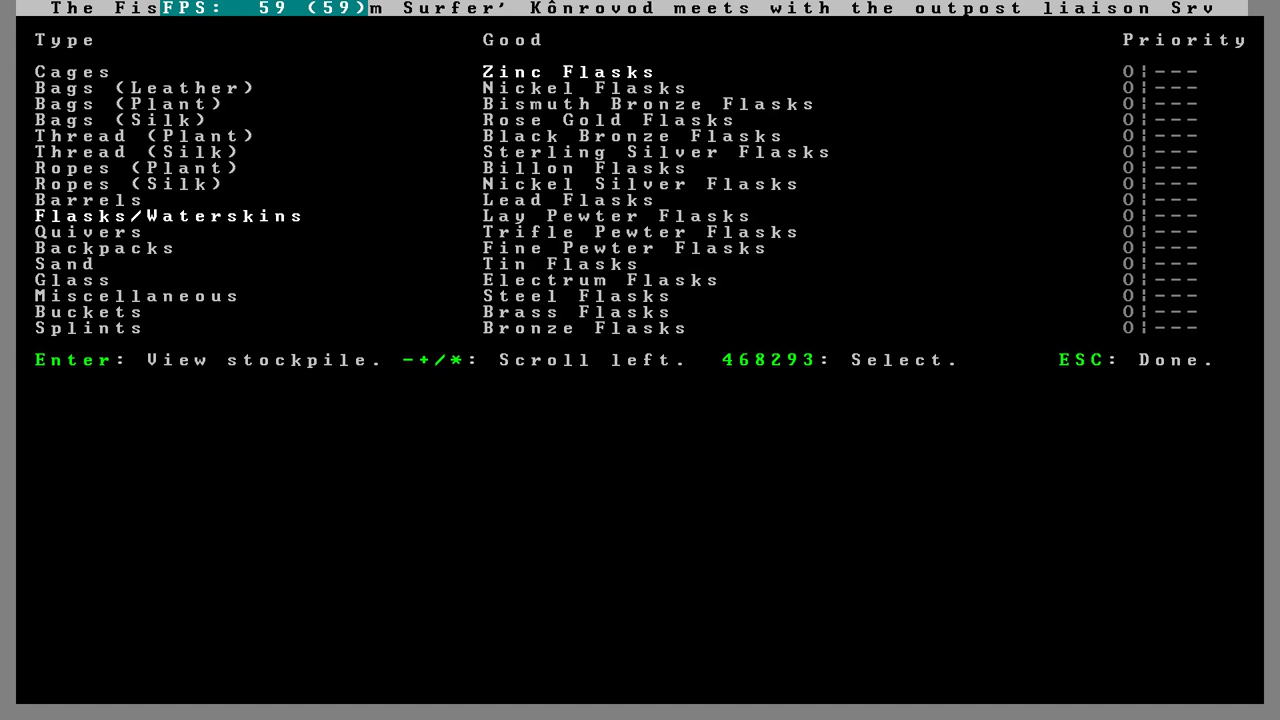 The Fis FPS: 59 (59) m Surfer' Kônrovod meets with the outpost liaison Srv
Type Good Priority
Cages Zinc Flasks 0¦---
Bags (Leather) Nickel Flasks 0¦---
Bags (Plant) Bismuth Bronze Flasks 0¦---
Bags (Silk) Rose Gold Flasks 0¦---
Thread (Plant) Black Bronze Flasks 0¦---
Thread (Silk) Sterling Silver Flasks 0¦---
Ropes (Plant) Billon Flasks 0¦---
Ropes (Silk) Nickel Silver Flasks 0¦---
Barrels Lead Flasks 0¦---
Flasks/Waterskins Lay Pewter Flasks 0¦---
Quivers Trifle Pewter Flasks 0¦---
Backpacks Fine Pewter Flasks 0¦---
Sand Tin Flasks 0¦---
Glass Electrum Flasks 0¦---
Miscellaneous Steel Flasks 0¦---
Buckets Brass Flasks 0¦---
Splints Bronze Flasks 0¦---
Enter: View stockpile. -+/*: Scroll left. 468293: Select. ESC: Done.